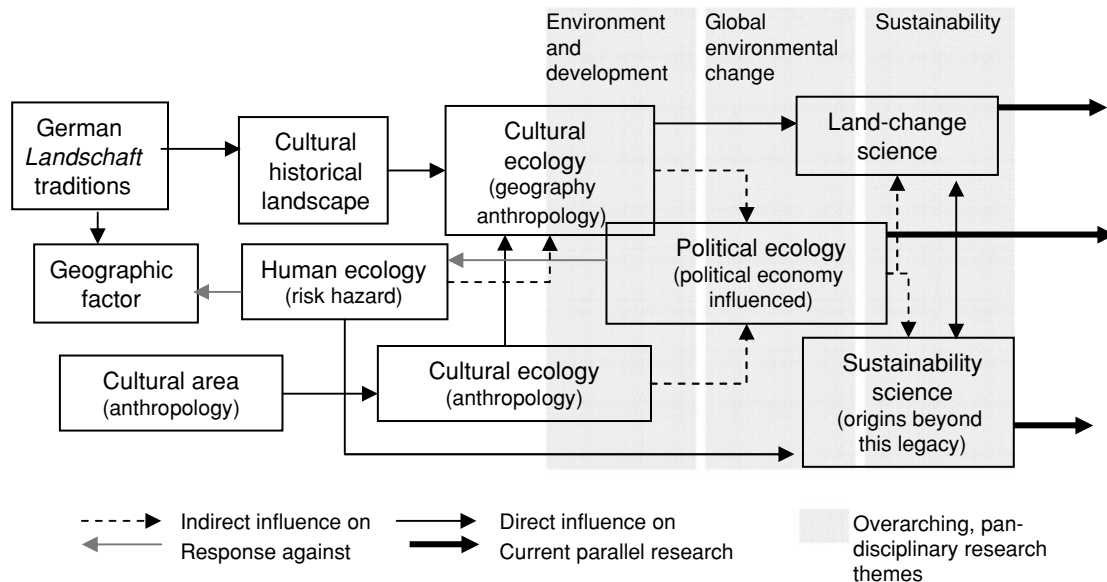 Environment
and
development
Global
environmental
change
Sustainability
German
Landschaft
traditions
Cultural
historical
landscape
Cultural
ecology
(geography
anthropology)
Land-change
science
Geographic
factor
Human ecology
(risk hazard)
Political ecology
(political economy
influenced)
Cultural area
(anthropology)
Cultural ecology
(anthropology)
Sustainability
science
(origins beyond
this legacy)
Indirect influence on
Response against
Direct influence on
Current parallel research
Overarching, pan-
disciplinary research
themes